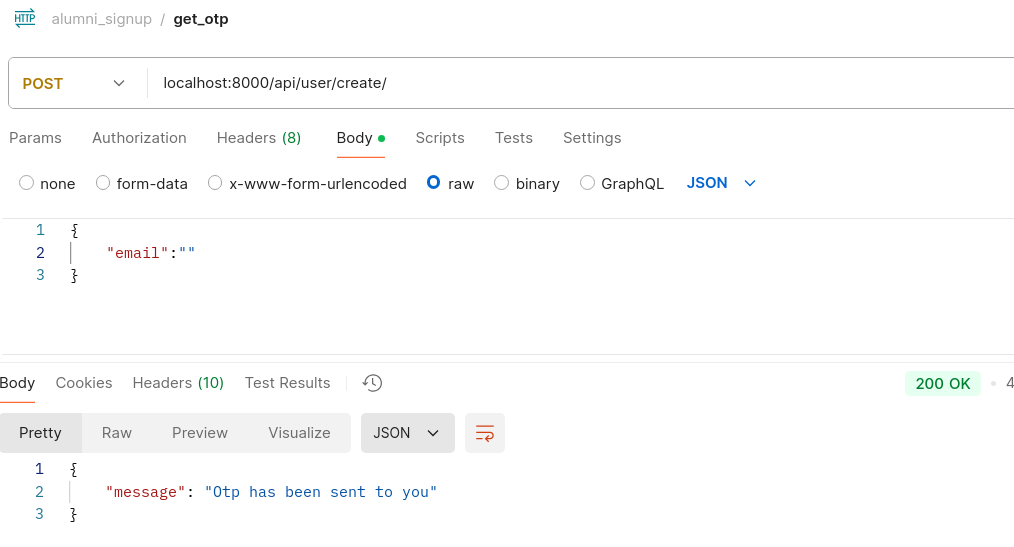 HTTP alumni_signup / get_otp
POST localhost:8000/api/user/create/
Params Authorization Headers (8) Body Scripts Tests Settings
none form-data x-www-form-urlencoded raw binary GraphQL JSON
1 {
2 "email":""
3 }
Body Cookies Headers (10) Test Results 200 OK 4
Pretty Raw Preview Visualize JSON
1 {
2 "message": "Otp has been sent to you"
3 }